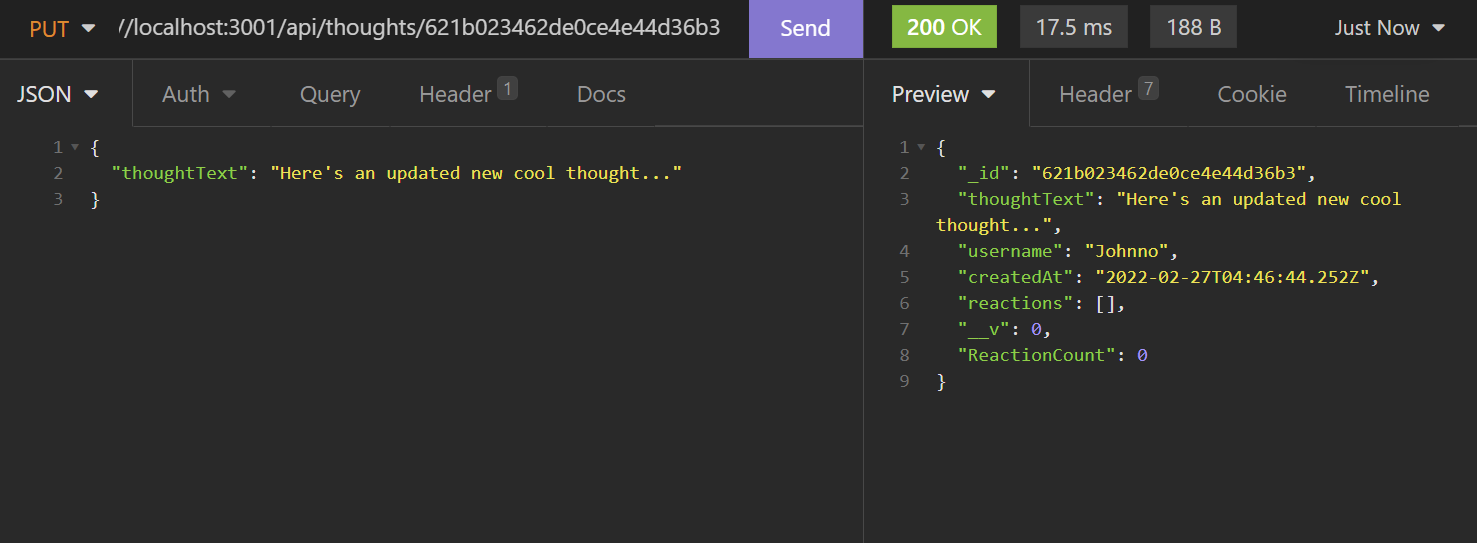 PUT //localhost:3001/api/thoughts/621b023462de0ce4e44d36b3 Send 200 OK 17.5 ms 188 B Just Now
JSON Auth Query Header 1 Docs Preview Header 7 Cookie Timeline
1 {
2 "thoughtText": "Here's an updated new cool thought..."
3 }
1 {
2 "_id": "621b023462de0ce4e44d36b3",
3 "thoughtText": "Here's an updated new cool
thought...",
4 "username": "Johnno",
5 "createdAt": "2022-02-27T04:46:44.252Z",
6 "reactions": [],
7 "__v": 0,
8 "ReactionCount": 0
9 }